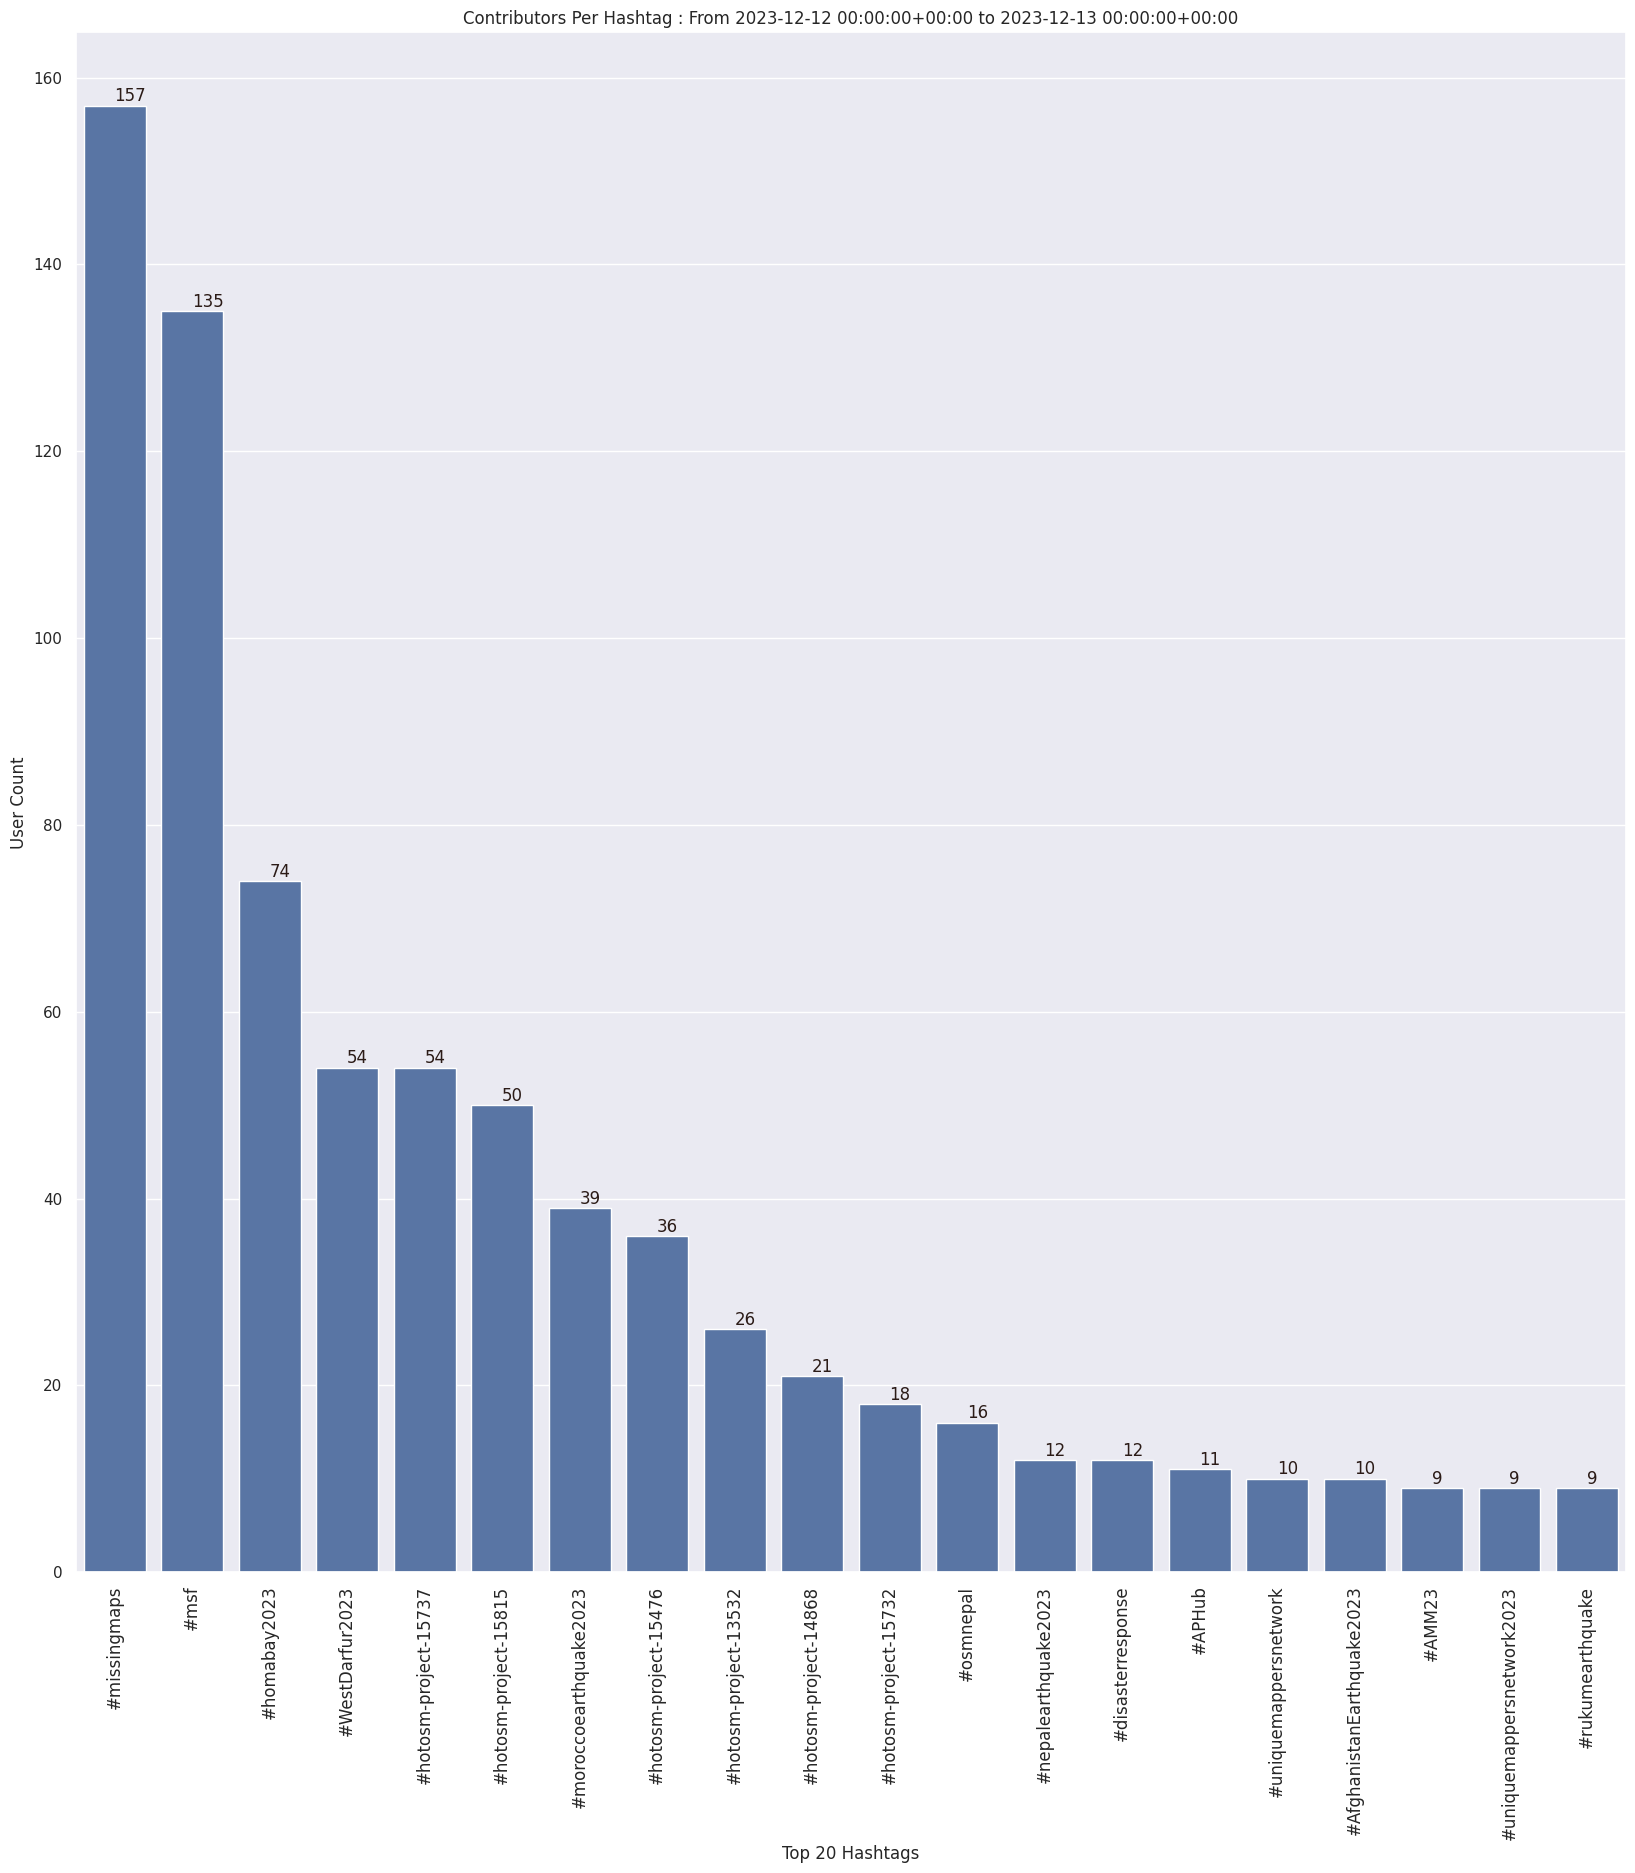 Contributors Per Hashtag : From 2023-12-12 00:00:00+00:00 to 2023-12-13 00:00:00+00:00
User Count
160
140
120
100
80
60
40
20
0
157
135
74
54
54
50
39
36
26
21
18
16
12
12
11
10
10
9
9
9
#missingmaps
#msf
#homabay2023
#WestDarfur2023
#hotosm-project-15737
#hotosm-project-15815
#moroccoearthquake2023
#hotosm-project-15476
#hotosm-project-13532
#hotosm-project-14868
#hotosm-project-15732
#osmnepal
#nepalearthquake2023
#disasterresponse
#APHub
#uniquemappersnetwork
#AfghanistanEarthquake2023
#AMM23
#uniquemappersnetwork2023
#rukumearthquake
Top 20 Hashtags